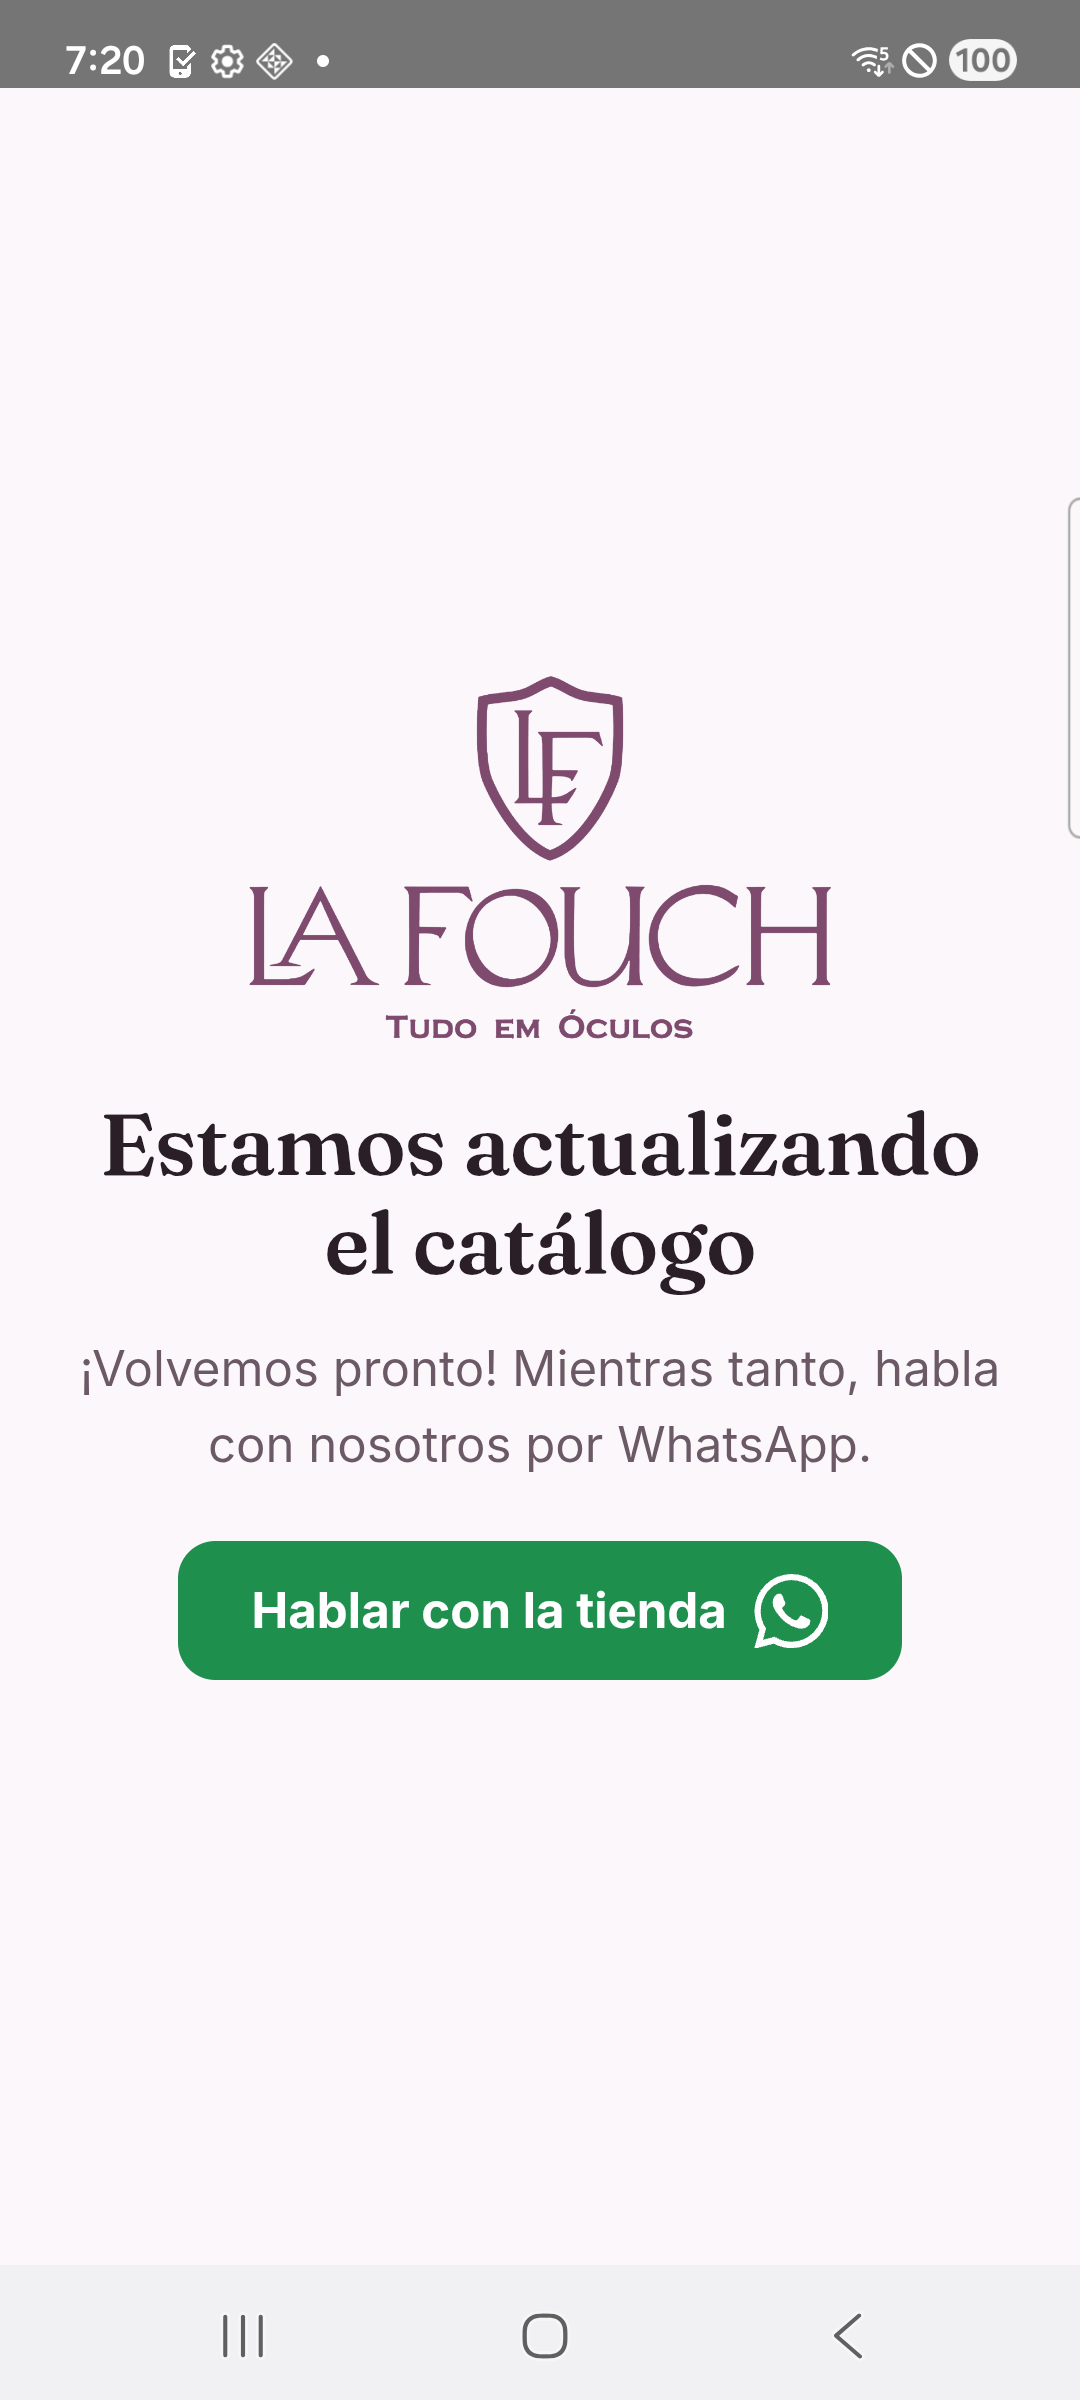 7:20
5
100
LF
LA FOUCH
Tudo em Óculos
Estamos actualizando
el catálogo
¡Volvemos pronto! Mientras tanto, habla
con nosotros por WhatsApp.
Hablar con la tienda